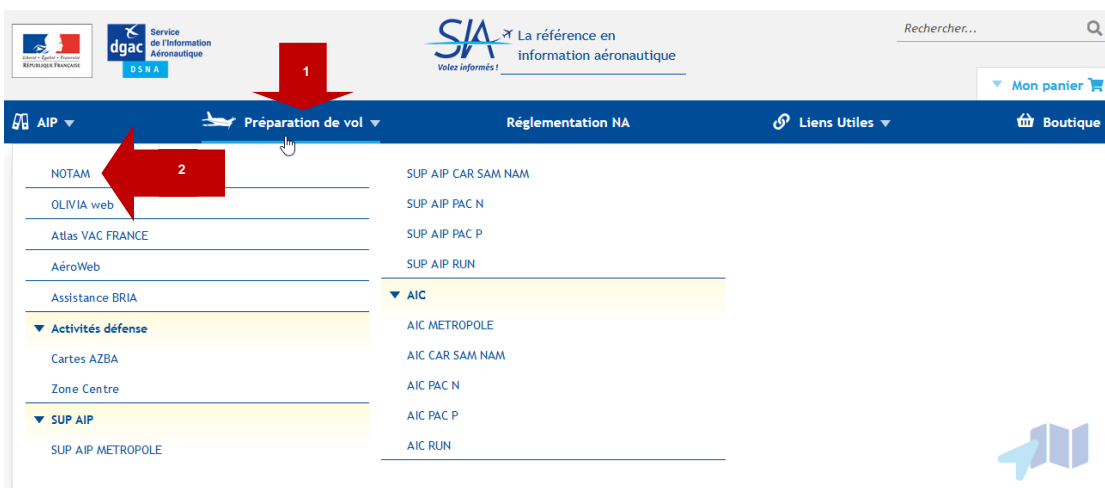 Liberté • Égalité • Fraternité
RÉPUBLIQUE FRANÇAISE
dgac
DSNA
Service
de l'Information
Aéronautique
SIA
Volez informés !
La référence en
information aéronautique
Rechercher...
Mon panier
1
AIP
Préparation de vol
Réglementation NA
Liens Utiles
Boutique
2
NOTAM
OLIVIA web
Atlas VAC FRANCE
AéroWeb
Assistance BRIA
Activités défense
Cartes AZBA
Zone Centre
SUP AIP
SUP AIP METROPOLE
SUP AIP CAR SAM NAM
SUP AIP PAC N
SUP AIP PAC P
SUP AIP RUN
AIC
AIC METROPOLE
AIC CAR SAM NAM
AIC PAC N
AIC PAC P
AIC RUN